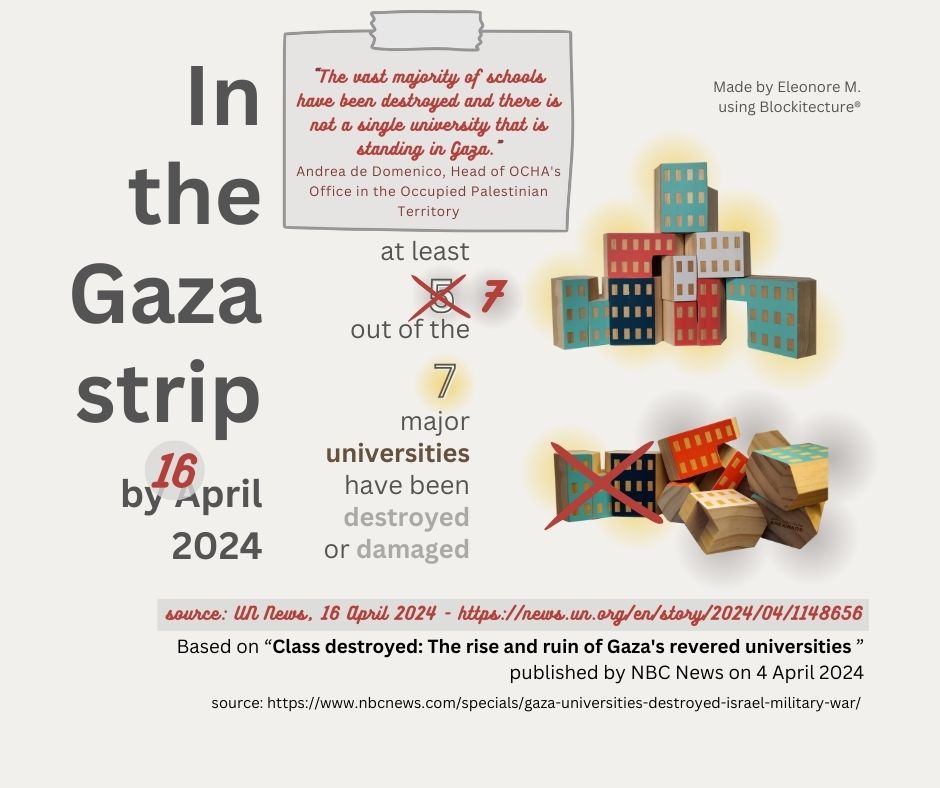 In
the
Gaza
strip
by 16 April
2024
"The vast majority of schools
have been destroyed and there is
not a single university that is
standing in Gaza."
Andrea de Domenico, Head of OCHA's
Office in the Occupied Palestinian
Territory
at least
5 7
out of the
7
major
universities
have been
destroyed
or damaged
Made by Eleonore M.
using Blockitecture®
source: UN News, 16 April 2024 - https://news.un.org/en/story/2024/04/1148656
Based on “Class destroyed: The rise and ruin of Gaza's revered universities ”
published by NBC News on 4 April 2024
source: https://www.nbcnews.com/specials/gaza-universities-destroyed-israel-military-war/